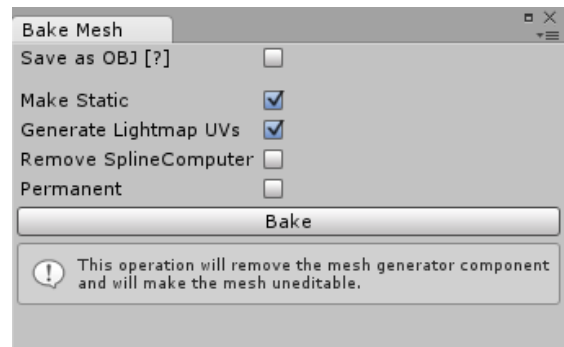 Bake Mesh
Save as OBJ [?]
Make Static
Generate Lightmap UVs
Remove SplineComputer
Permanent
Bake
This operation will remove the mesh generator component
and will make the mesh uneditable.